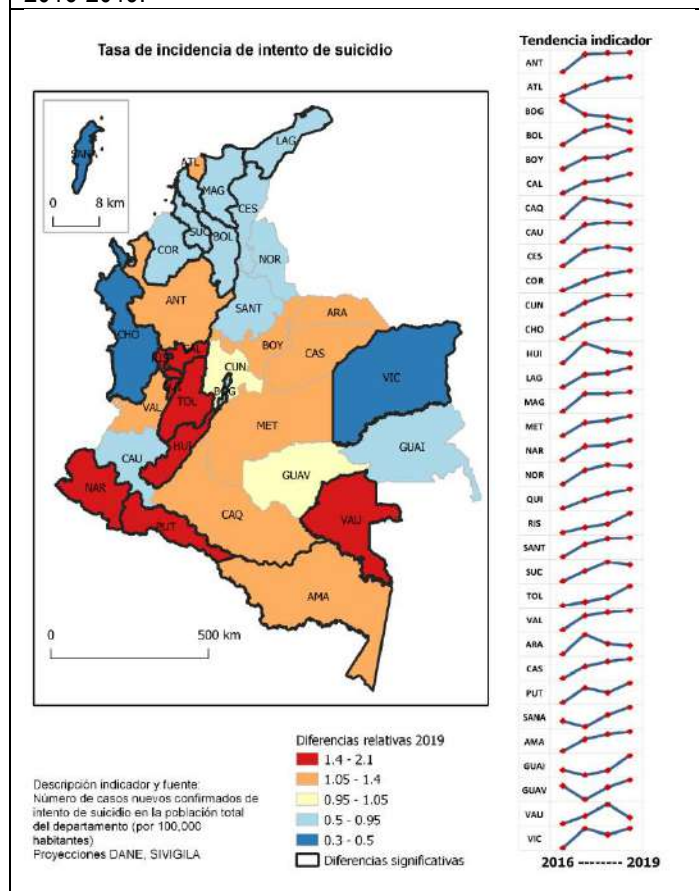 2016-2019.
Tasa de incidencia de intento de suicidio
Tendencia indicador
SANA
0 8 km
LAG
ATL
MAG
CES
SUC
BOL
COR
NOR
SANT
ANT
ARA
CHO
BOY
CAS
CAL
CUN
BOG
VIC
VAL
TOL
MET
HUI
CAU
GUAI
GUAV
NAR
CAQ
VAU
PUT
AMA
0 500 km
ANT
ATL
BOG
BOL
BOY
CAL
CAQ
CAU
CES
COR
CUN
CHO
HUI
LAG
MAG
MET
NAR
NOR
QUI
RIS
SANT
SUC
TOL
VAL
ARA
CAS
PUT
SANA
AMA
GUAI
GUAV
VAU
VIC
2016 -------- 2019
Diferencias relativas 2019
1.4 - 2.1
1.05 - 1.4
0.95 - 1.05
0.5 - 0.95
0.3 - 0.5
Diferencias significativas
Descripción indicador y fuente:
Número de casos nuevos confirmados de
intento de suicidio en la población total
del departamento (por 100,000
habitantes)
Proyecciones DANE, SIVIGILA